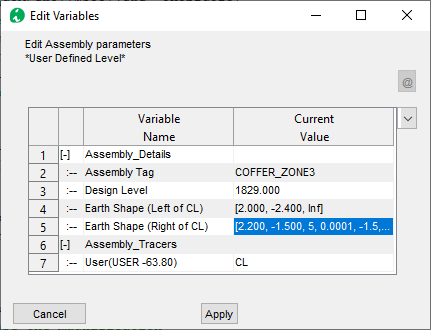 Edit Variables
Edit Assembly parameters
*User Defined Level*
@
Variable Name Current Value
1 [-] Assembly_Details
2 :-- Assembly Tag COFFER_ZONE3
3 :-- Design Level 1829.000
4 :-- Earth Shape (Left of CL) [2.000, -2.400, Inf]
5 :-- Earth Shape (Right of CL) [2.200, -1.500, 5, 0.0001, -1.5,...
6 [-] Assembly_Tracers
7 :-- User(USER -63.80) CL
Cancel Apply